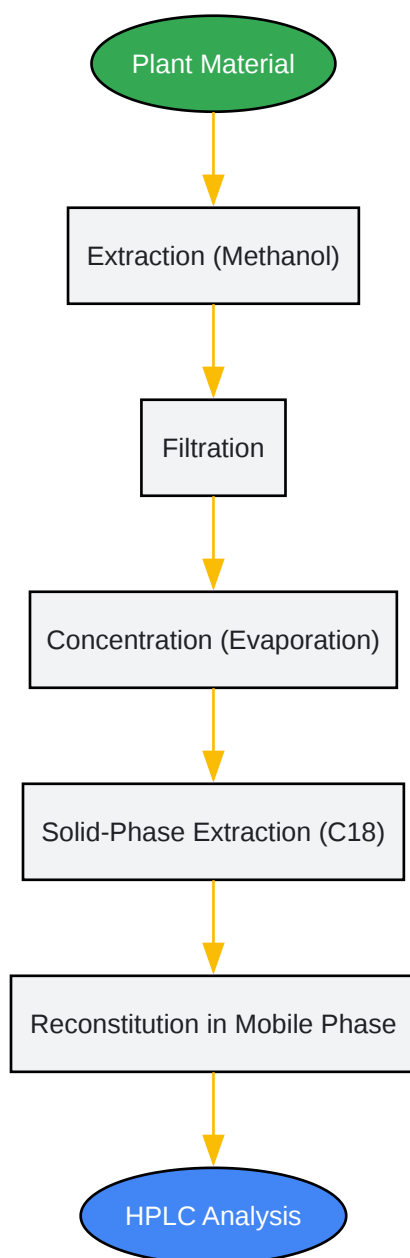 Plant Material
Extraction (Methanol)
Filtration
Concentration (Evaporation)
Solid-Phase Extraction (C18)
Reconstitution in Mobile Phase
HPLC Analysis